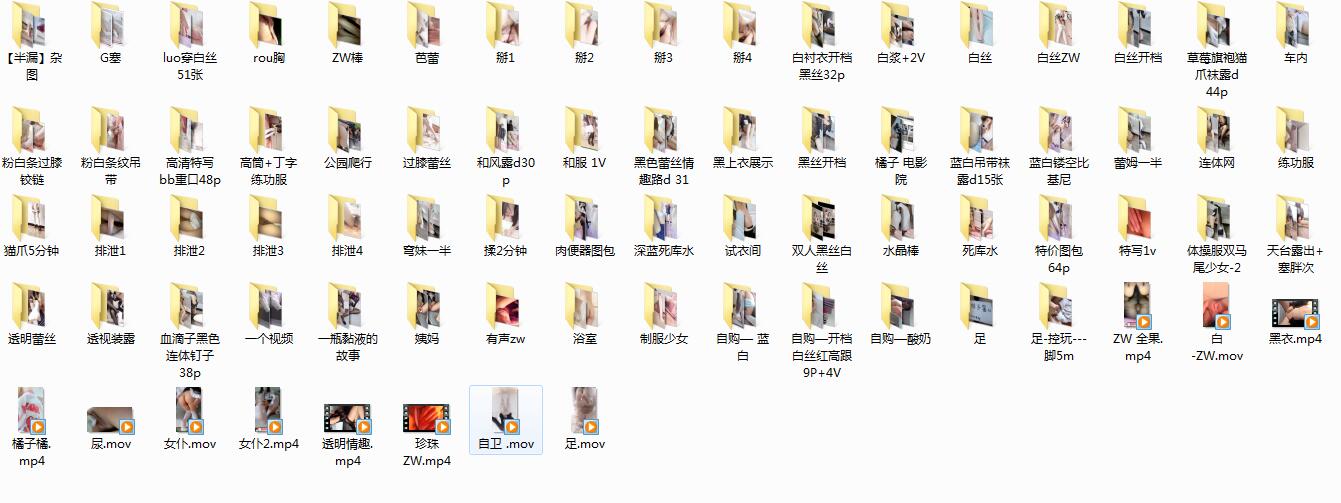 【半漏】杂图
G塞
luo穿白丝51张
rou胸
ZW棒
芭蕾
掰1
掰2
掰3
掰4
白衬衣开档黑丝32p
白浆+2V
白丝
白丝ZW
白丝开档
草莓旗袍猫爪袜露d 44p
车内
粉白条过膝铰链
粉白条纹吊带
高清特写bb重口48p
高筒+丁字练功服
公园爬行
过膝蕾丝
和风露d30p
和服 1V
黑色蕾丝情趣路d 31
黑上衣展示
黑丝开档
橘子 电影院
蓝白吊带袜露d15张
蓝白镂空比基尼
蕾姆一半
连体网
练功服
猫爪5分钟
排泄1
排泄2
排泄3
排泄4
穹妹一半
揉2分钟
肉便器图包
深蓝死库水
试衣间
双人黑丝白丝
水晶棒
死库水
特价图包64p
特写1v
体操服双马尾少女-2
天台露出+塞胖次
透明蕾丝
透视装露
血滴子黑色连体钉子38p
一个视频
一瓶黏液的故事
姨妈
有声zw
浴室
制服少女
自购— 蓝白
自购—开档白丝红高跟9P+4V
自购—酸奶
足
足-控玩---脚5m
ZW 全果.mp4
白-ZW.mov
黑衣.mp4
橘子橘.mp4
尿.mov
女仆.mov
女仆2.mp4
透明情趣.mp4
珍珠ZW.mp4
自卫 .mov
足.mov